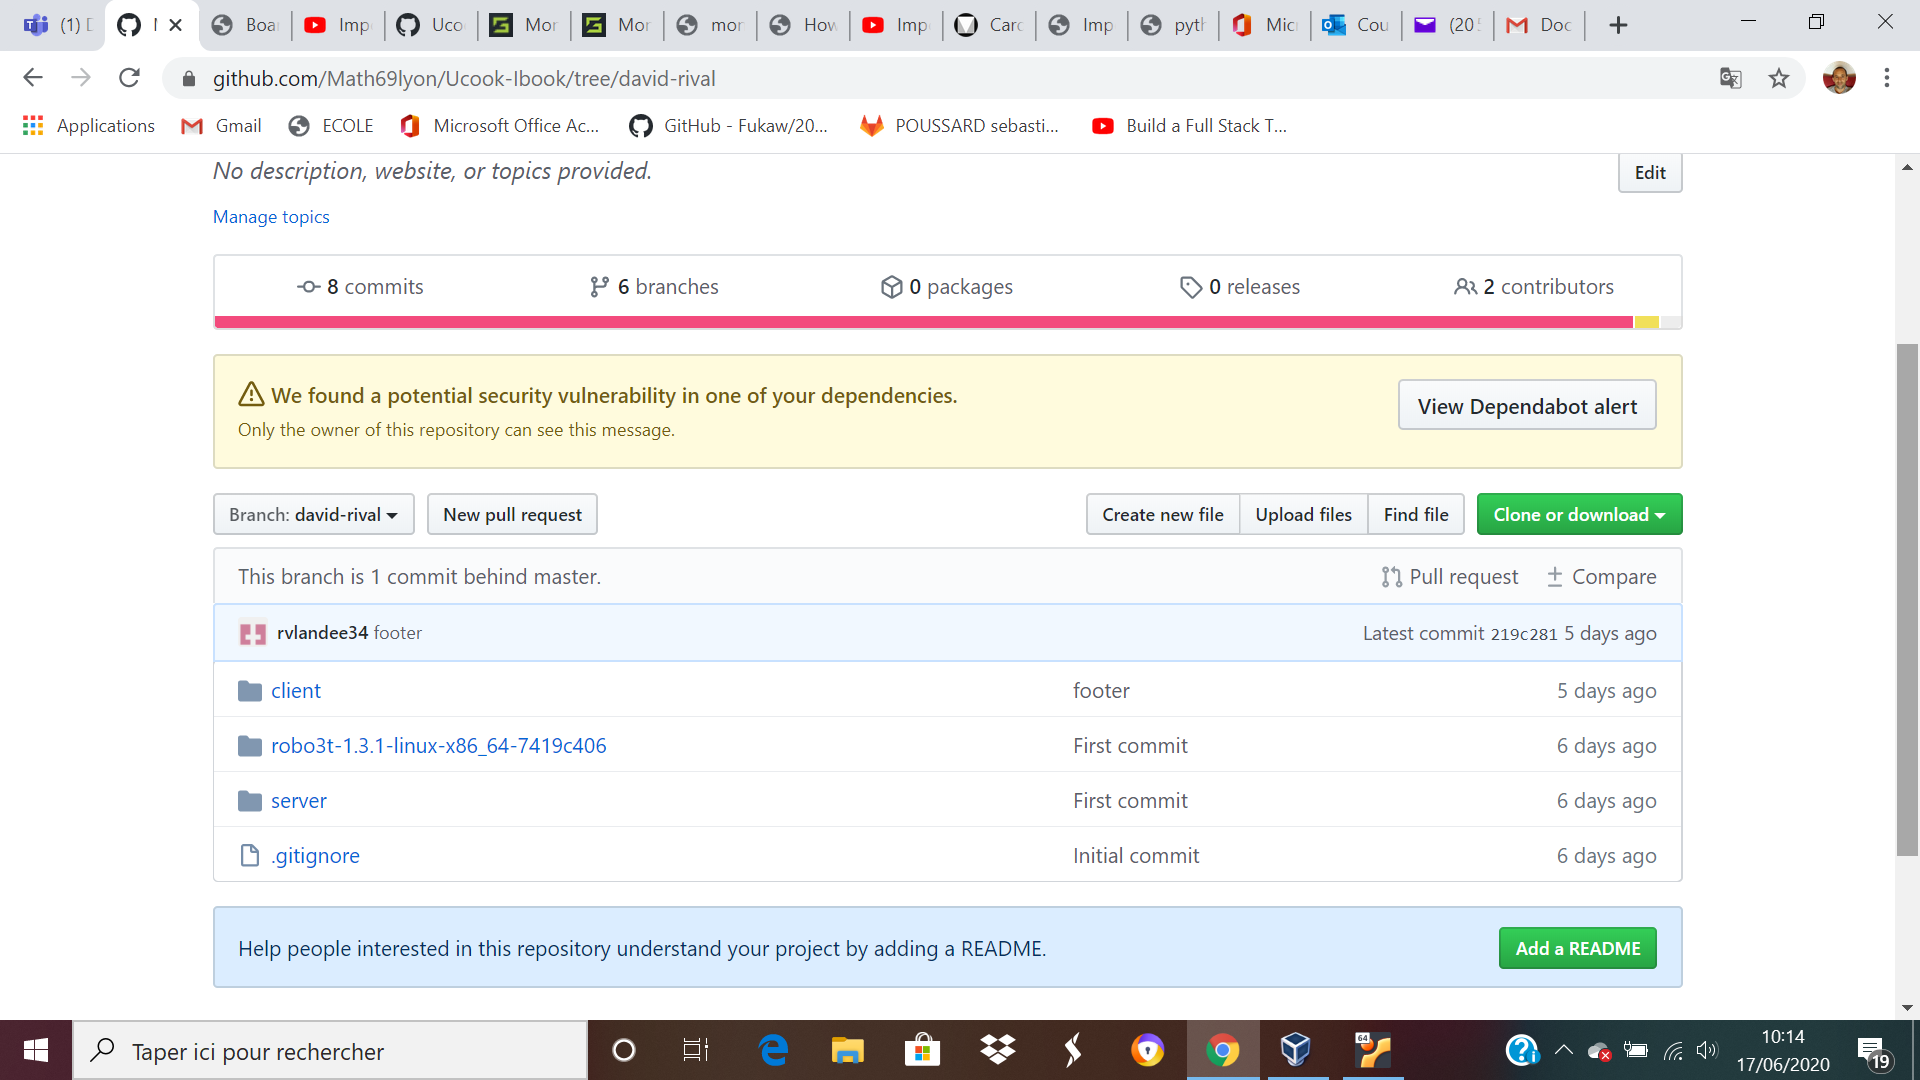 (1) D
Boa
Imp
Uco
Mor
Mor
mor
How
Imp
Card
Imp
pyth
Micr
Cou
(20
Doc
github.com/Math69lyon/Ucook-Ibook/tree/david-rival
Applications
Gmail
ECOLE
Microsoft Office Ac...
GitHub - Fukaw/20...
POUSSARD sebasti...
Build a Full Stack T...
No description, website, or topics provided.
Edit
Manage topics
8 commits
6 branches
0 packages
0 releases
2 contributors
We found a potential security vulnerability in one of your dependencies.
Only the owner of this repository can see this message.
View Dependabot alert
Branch: david-rival
New pull request
Create new file
Upload files
Find file
Clone or download
This branch is 1 commit behind master.
Pull request
Compare
rvlandee34 footer
Latest commit 219c281 5 days ago
client
footer
5 days ago
robo3t-1.3.1-linux-x86_64-7419c406
First commit
6 days ago
server
First commit
6 days ago
.gitignore
Initial commit
6 days ago
Help people interested in this repository understand your project by adding a README.
Add a README
Taper ici pour rechercher
64
10:14
17/06/2020
19